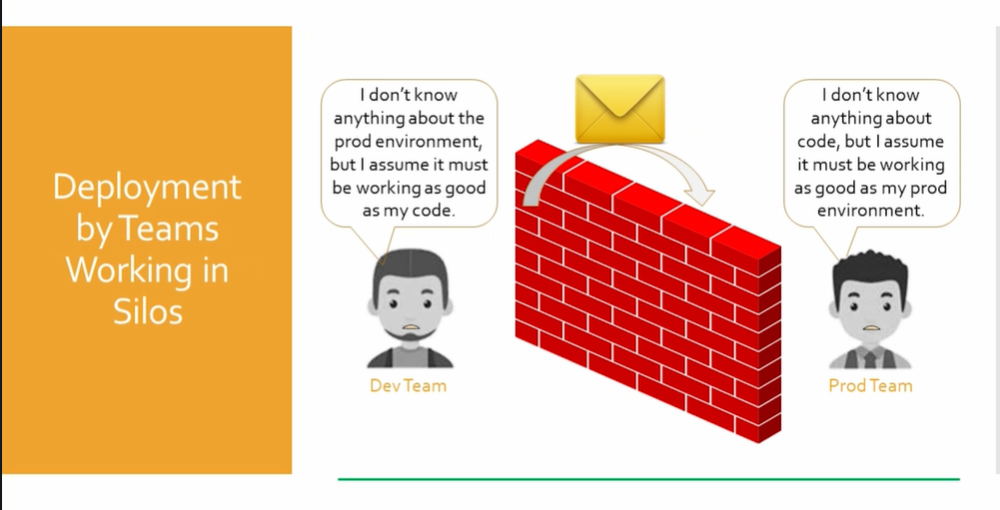 Deployment
by Teams
Working in
Silos
I don't know
anything about the
prod environment,
but I assume it must
be working as good
as my code.
Dev Team
I don't know
anything about
code, but I assume
it must be working
as good as my prod
environment.
Prod Team